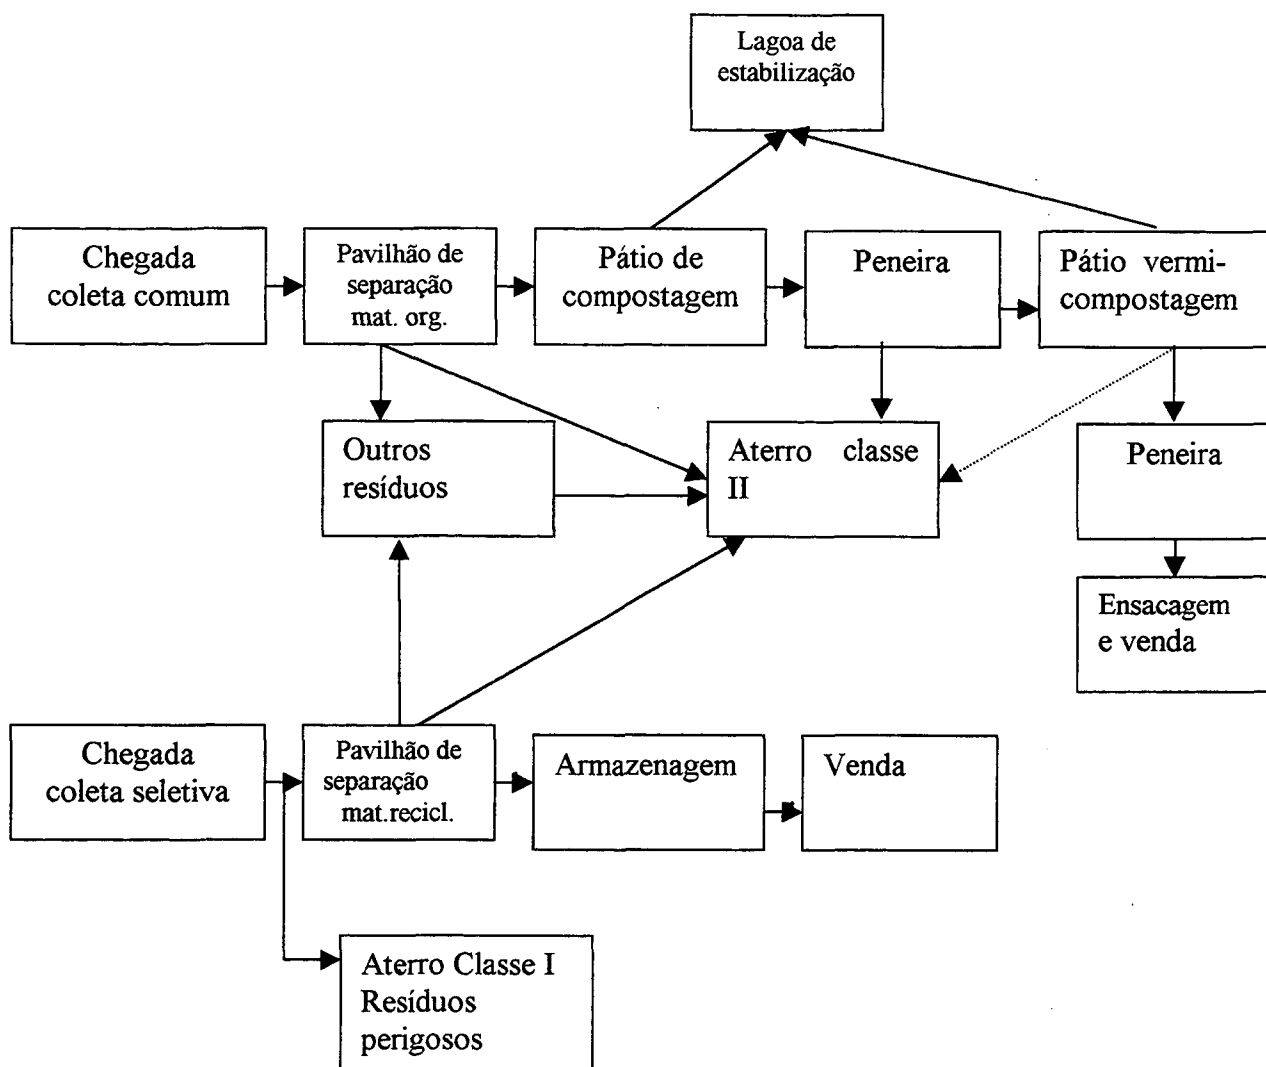 Lagoa de
estabilização
Chegada
coleta comum
Pavilhão de
separação
mat. org.
Pátio de
compostagem
Peneira
Pátio vermi-
compostagem
Outros
resíduos
Aterro classe
II
Peneira
Ensacagem
e venda
Chegada
coleta seletiva
Pavilhão de
separação
mat.recicl.
Armazenagem
Venda
Aterro Classe I
Resíduos
perigosos